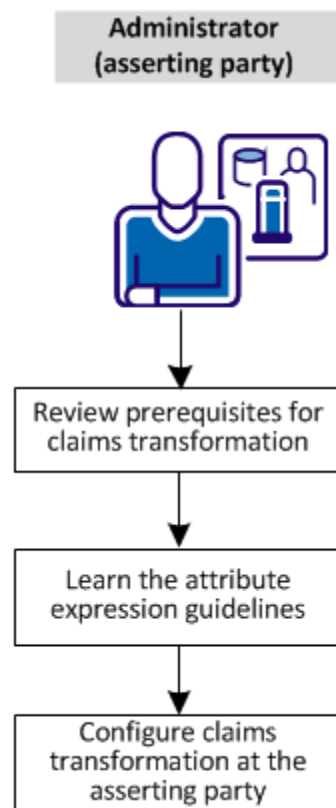 Administrator
(asserting party)
Review prerequisites for
claims transformation
Learn the attribute
expression guidelines
Configure claims
transformation at the
asserting party